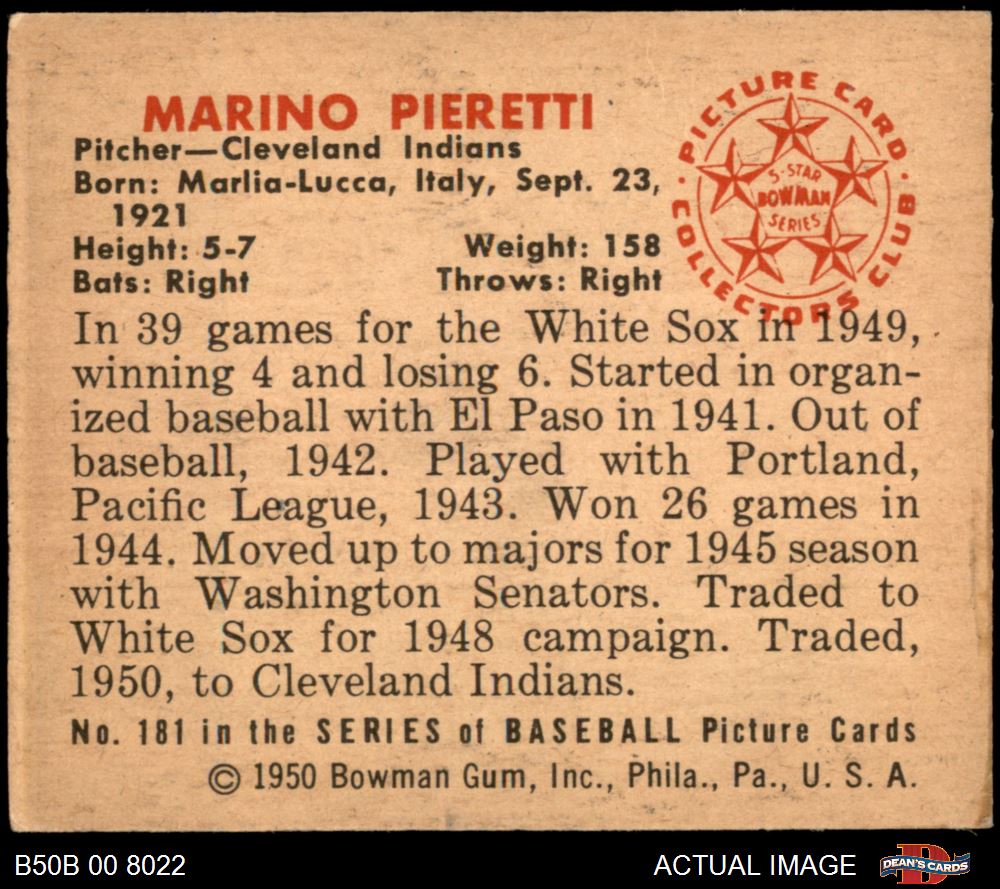 MARINO PIERETTI
Pitcher—Cleveland Indians
Born: Marlia-Lucca, Italy, Sept. 23,
1921
Height: 5-7 Weight: 158
Bats: Right Throws: Right
PICTURE CARD
COLLECTORS CLUB
5-STAR
BOWMAN
SERIES
In 39 games for the White Sox in 1949,
winning 4 and losing 6. Started in organ-
ized baseball with El Paso in 1941. Out of
baseball, 1942. Played with Portland,
Pacific League, 1943. Won 26 games in
1944. Moved up to majors for 1945 season
with Washington Senators. Traded to
White Sox for 1948 campaign. Traded,
1950, to Cleveland Indians.
No. 181 in the SERIES of BASEBALL Picture Cards
© 1950 Bowman Gum, Inc., Phila., Pa., U. S. A.
B50B 00 8022 ACTUAL IMAGE DEAN'S CARDS